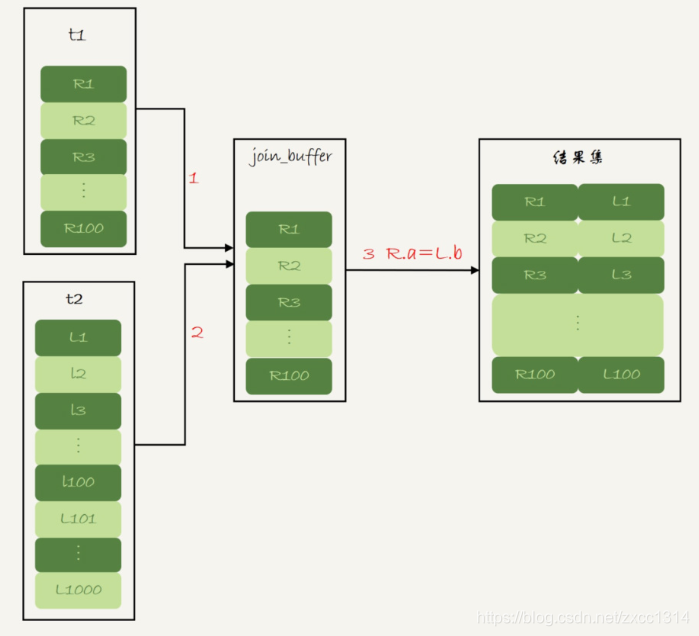 t1
R1
R2
R3
⋮
R100
1
t2
L1
l2
l3
⋮
l100
L101
⋮
L1000
2
join_buffer
R1
R2
R3
⋮
R100
3 R.a=L.b
结果集
R1 L1
R2 L2
R3 L3
⋮
R100 L100
https://blog.csdn.net/zxcc1314